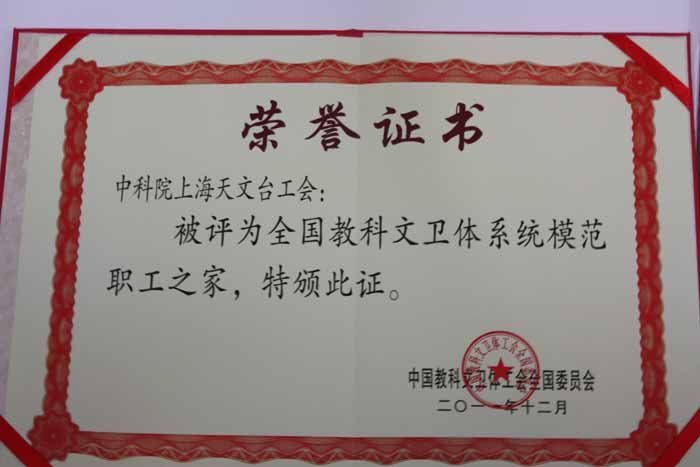 荣誉证书
中科院上海天文台工会：
被评为全国教科文卫体系统模范
职工之家，特颁此证。
中国教科文卫体工会全国委员会
二〇一一年十二月